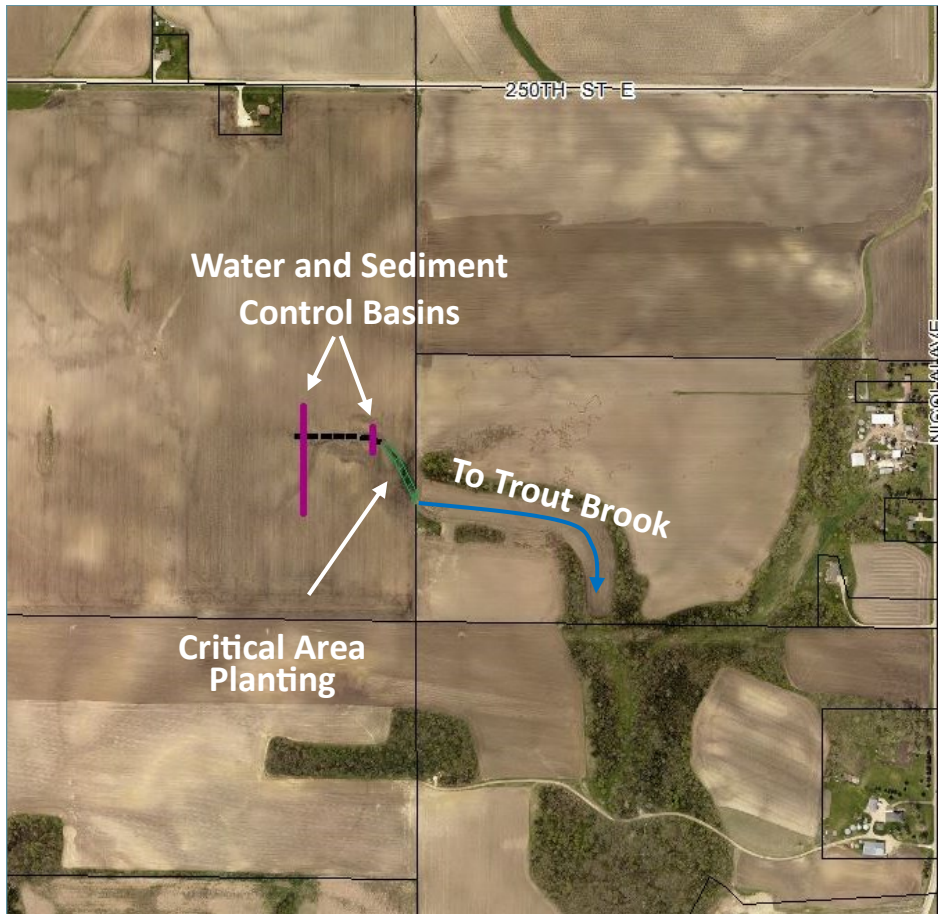 250TH ST E
Water and Sediment
Control Basins
NICOLAI AVE
To Trout Brook
Critical Area
Planting